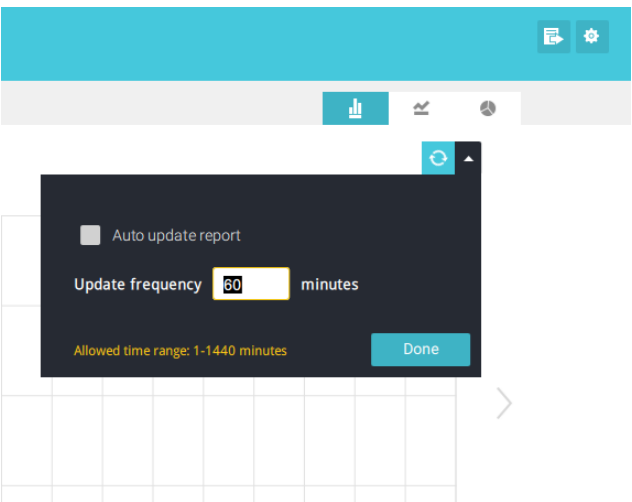 Auto update report
Update frequency 60 minutes
Allowed time range: 1-1440 minutes
Done